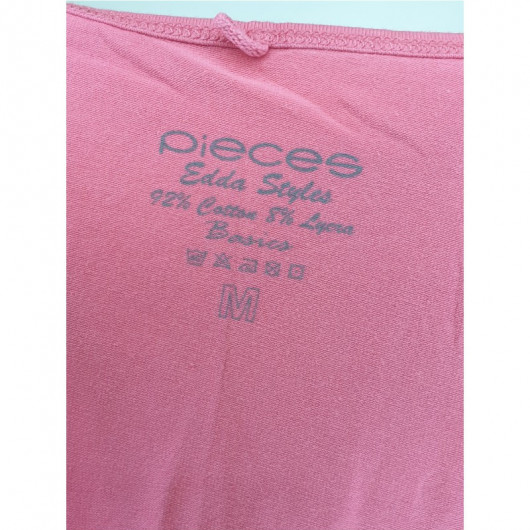 pieces
Edda Styles
92% Cotton 8% Lycra
Basics
M